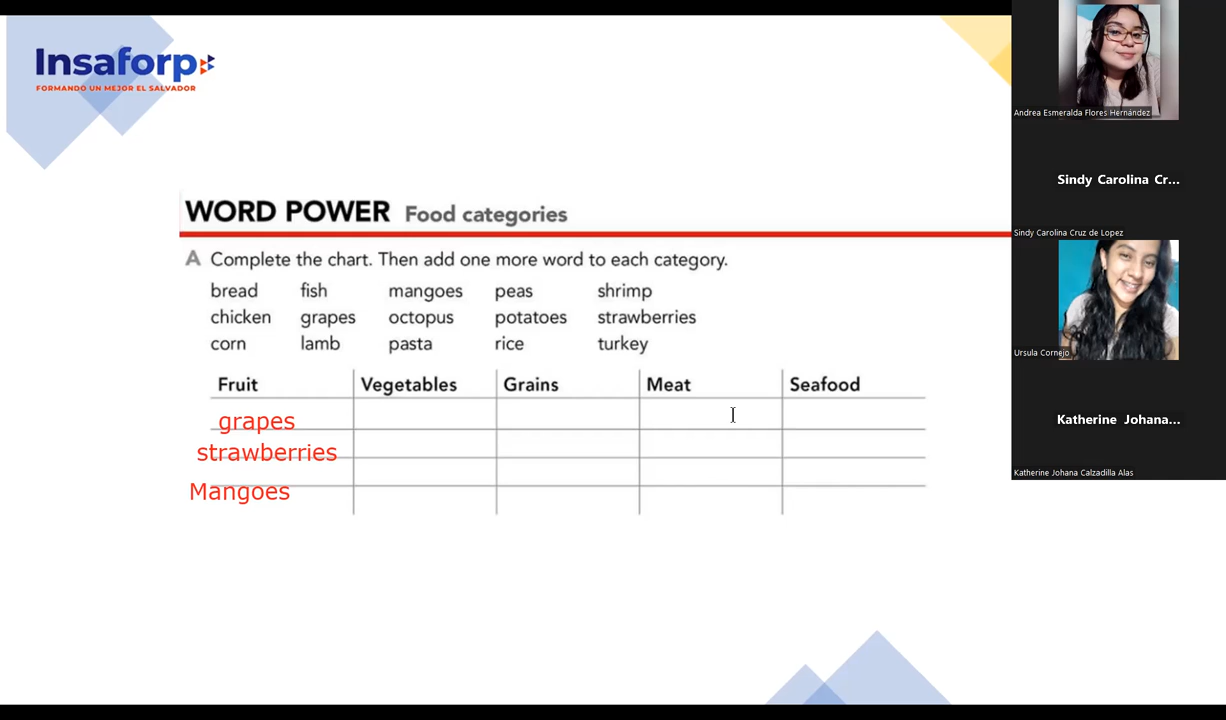 Insaforp
FORMANDO UN MEJOR EL SALVADOR
WORD POWER Food categories
A Complete the chart. Then add one more word to each category.
bread fish mangoes peas shrimp
chicken grapes octopus potatoes strawberries
corn lamb pasta rice turkey
Fruit Vegetables Grains Meat Seafood
grapes
strawberries
Mangoes
Andrea Esmeralda Flores Hernández
Sindy Carolina Cr...
Sindy Carolina Cruz de Lopez
Ursula Cornejo
Katherine Johana...
Katherine Johana Calzadilla Alas